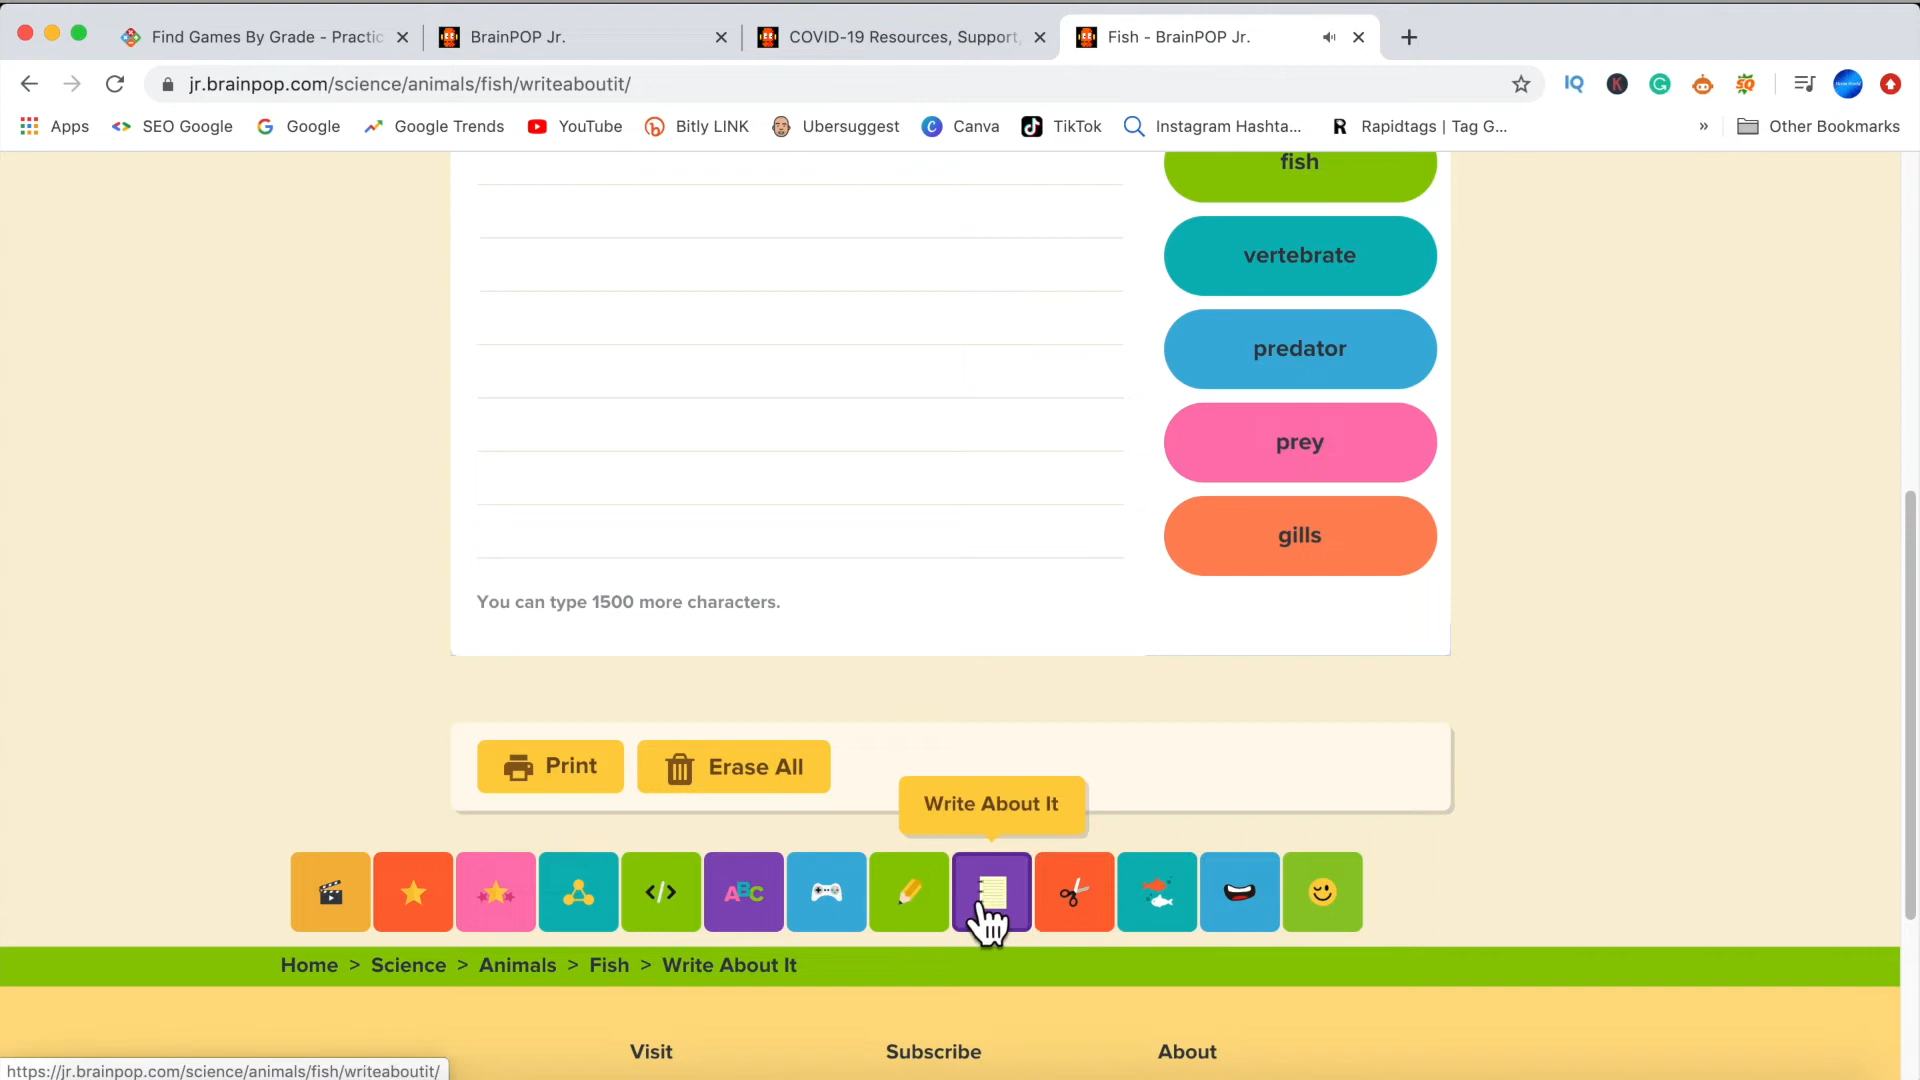 Find Games By Grade - Practic
BrainPOP Jr.
COVID-19 Resources, Support,
Fish - BrainPOP Jr.
jr.brainpop.com/science/animals/fish/writeaboutit/
Apps
SEO Google
Google
Google Trends
YouTube
Bitly LINK
Ubersuggest
Canva
TikTok
Instagram Hashta...
Rapidtags | Tag G...
»
Other Bookmarks
fish
vertebrate
predator
prey
gills
You can type 1500 more characters.
Print
Erase All
Write About It
ABC
Home > Science > Animals > Fish > Write About It
Visit
Subscribe
About
https://jr.brainpop.com/science/animals/fish/writeaboutit/